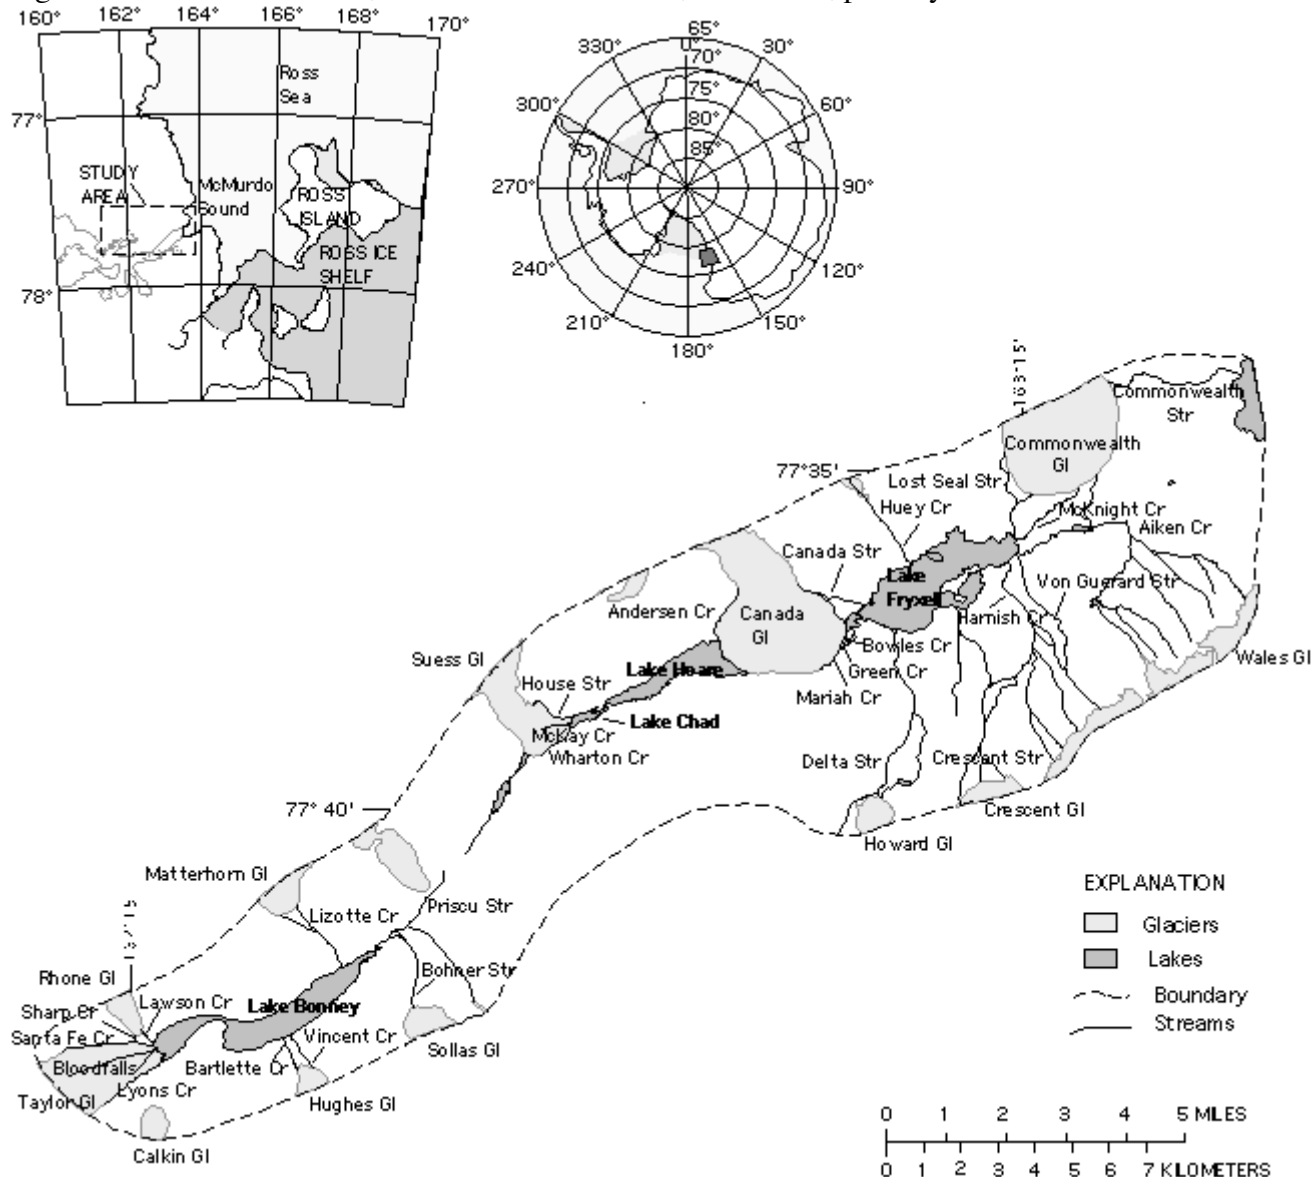 160° 162° 164° 166° 168° 170°
Ross
Sea
77°
STUDY
AREA
McMurdo
Sound
ROSS
ISLAND
ROSS ICE
SHELF
78°
65°
0°
70°
75°
80°
85°
30°
60°
90°
120°
150°
180°
210°
240°
270°
300°
330°
Commonwealth
Str
Commonwealth
Gl
77°35'
Lost Seal Str
Huey Cr
McKnight Cr
Aiken Cr
Canada Str
Lake
Fryxell
Von Guerard Str
Andersen Cr
Canada
Gl
Harnish Cr
Bowles Cr
Green Cr
Mariah Cr
Wales Gl
Suess Gl
Lake Hoare
House Str
Lake Chad
McKay Cr
Wharton Cr
Delta Str
Crescent Str
Crescent Gl
Howard Gl
77° 40'
Matterhorn Gl
Lizotte Cr
Priscu Str
Bohner Str
Rhone Gl
Lawson Cr
Sharp Cr
Lake Bonney
Santa Fe Cr
Vincent Cr
Bloodfalls
Bartlette Cr
Sollas Gl
Lyons Cr
Taylor Gl
Hughes Gl
Calkin Gl
EXPLANATION
Glaciers
Lakes
Boundary
Streams
0 1 2 3 4 5 MILES
0 1 2 3 4 5 6 7 KILOMETERS